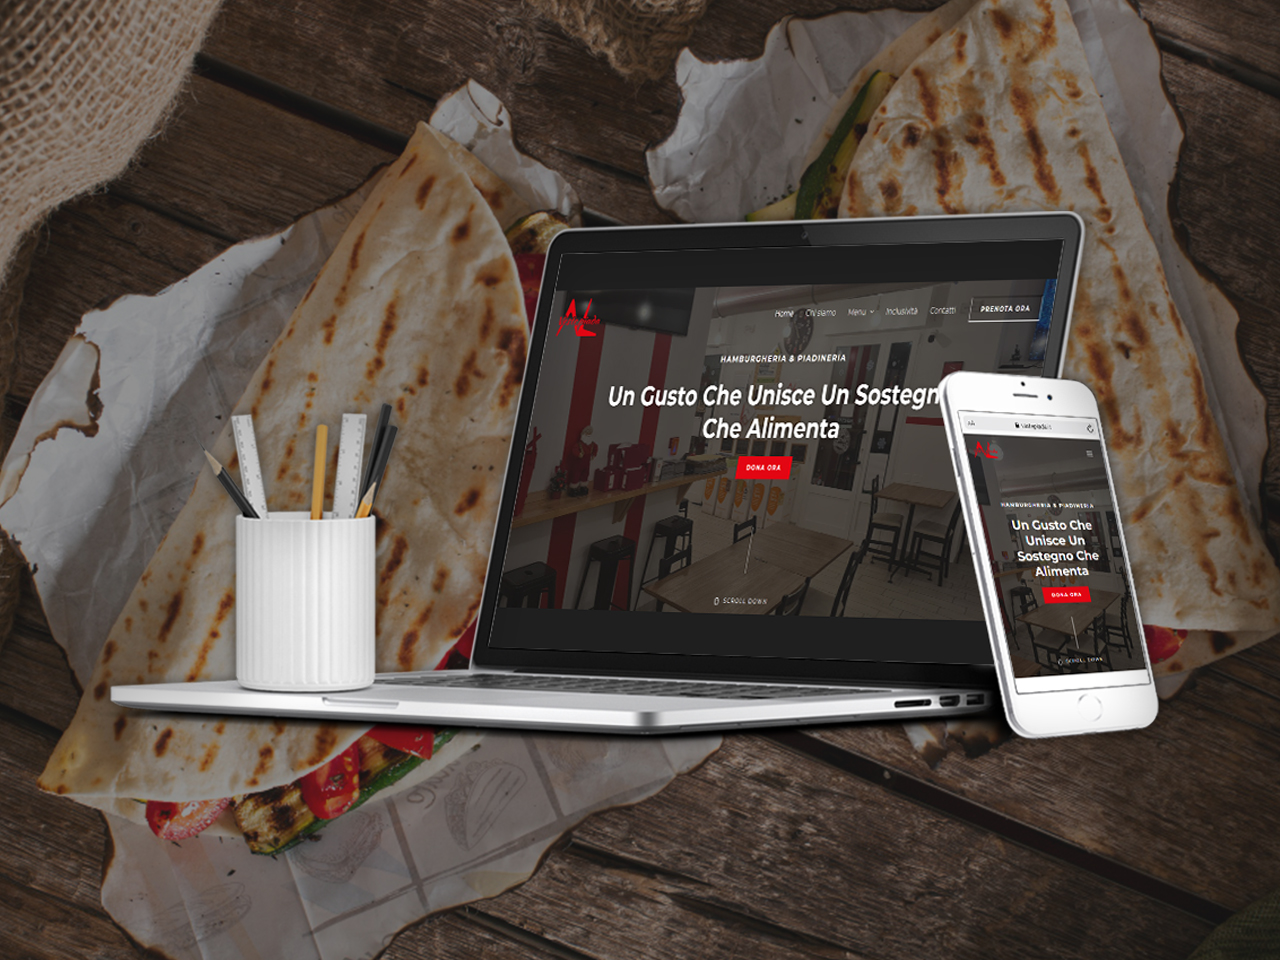 Home Chi siamo Menu Inclusività Contatti PRENOTA ORA
HAMBURGHERIA & PIADINERIA
Un Gusto Che Unisce Un Sostegn
Che Alimenta
DONA ORA
SCROLL DOWN
HAMBURGHERIA & PIADINERIA
Un Gusto Che
Unisce Un
Sostegno Che
Alimenta
DONA ORA
SCROLL DOWN